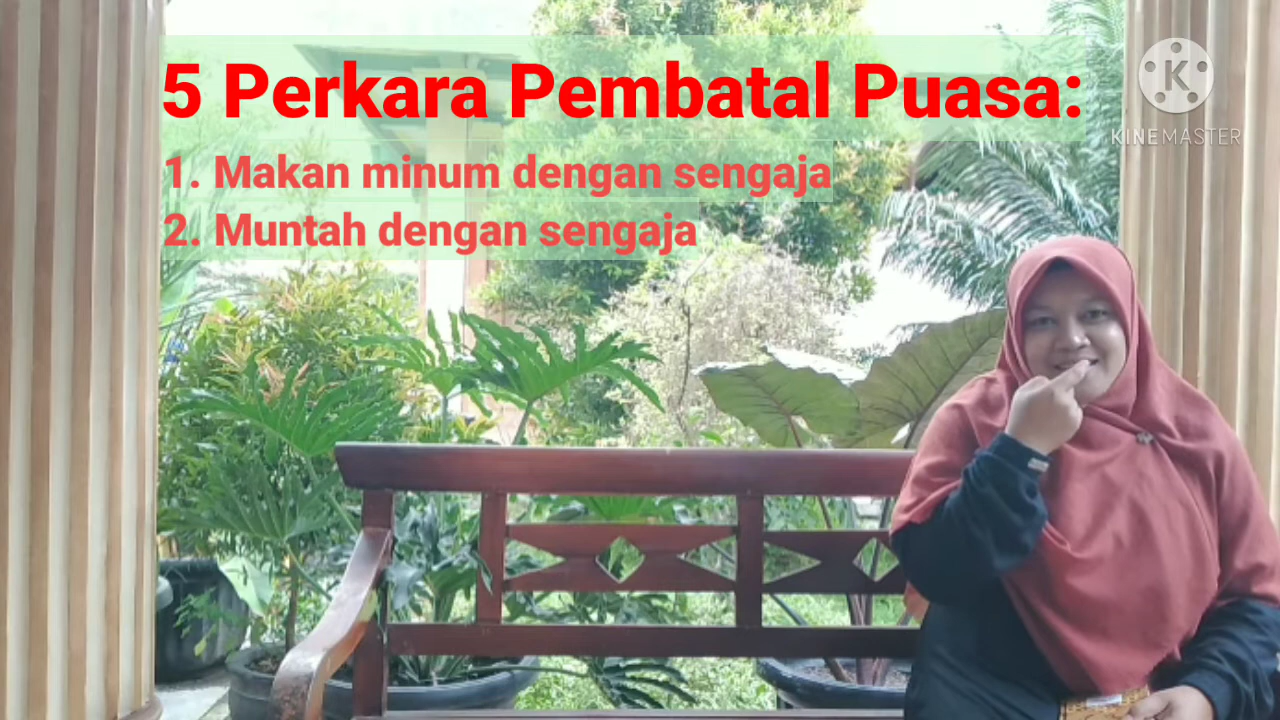 5 Perkara Pembatal Puasa:
1. Makan minum dengan sengaja
2. Muntah dengan sengaja
K
KINEMASTER